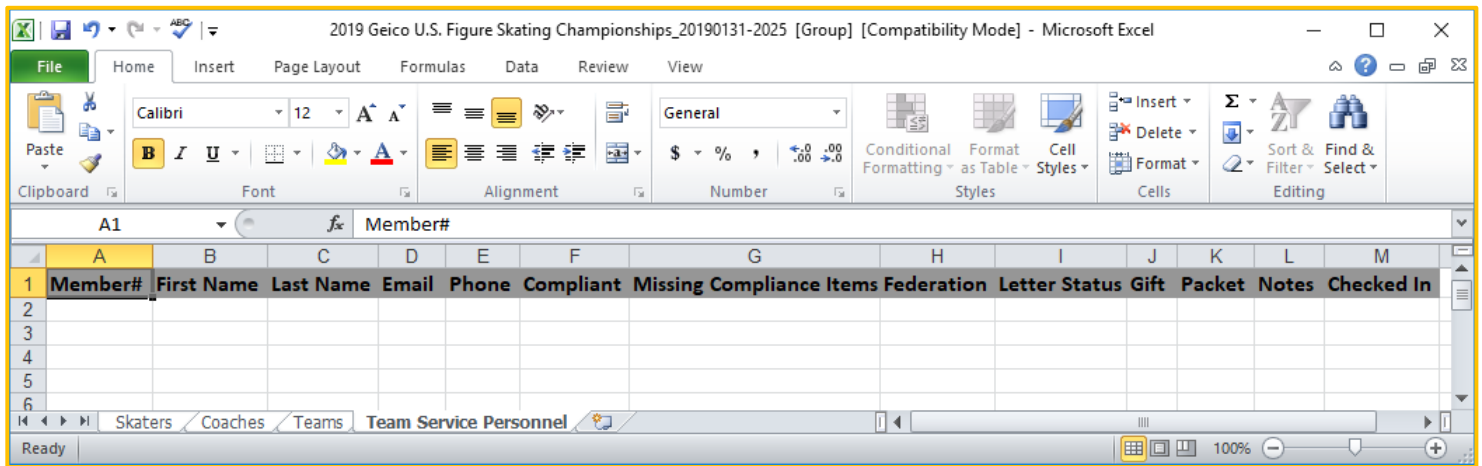 2019 Geico U.S. Figure Skating Championships_20190131-2025 [Group] [Compatibility Mode] - Microsoft Excel
File Home Insert Page Layout Formulas Data Review View
Calibri 12 A A General Insert Σ
Paste B I U A $ % , .00 .00 Conditional Formatting Format as Table Cell Styles Delete Format Sort & Filter Find & Select
Clipboard Font Alignment Number Styles Cells Editing
A1 fx Member#
A B C D E F G H I J K L M
1 Member# First Name Last Name Email Phone Compliant Missing Compliance Items Federation Letter Status Gift Packet Notes Checked In
2
3
4
5
6
Skaters Coaches Teams Team Service Personnel
Ready 100%